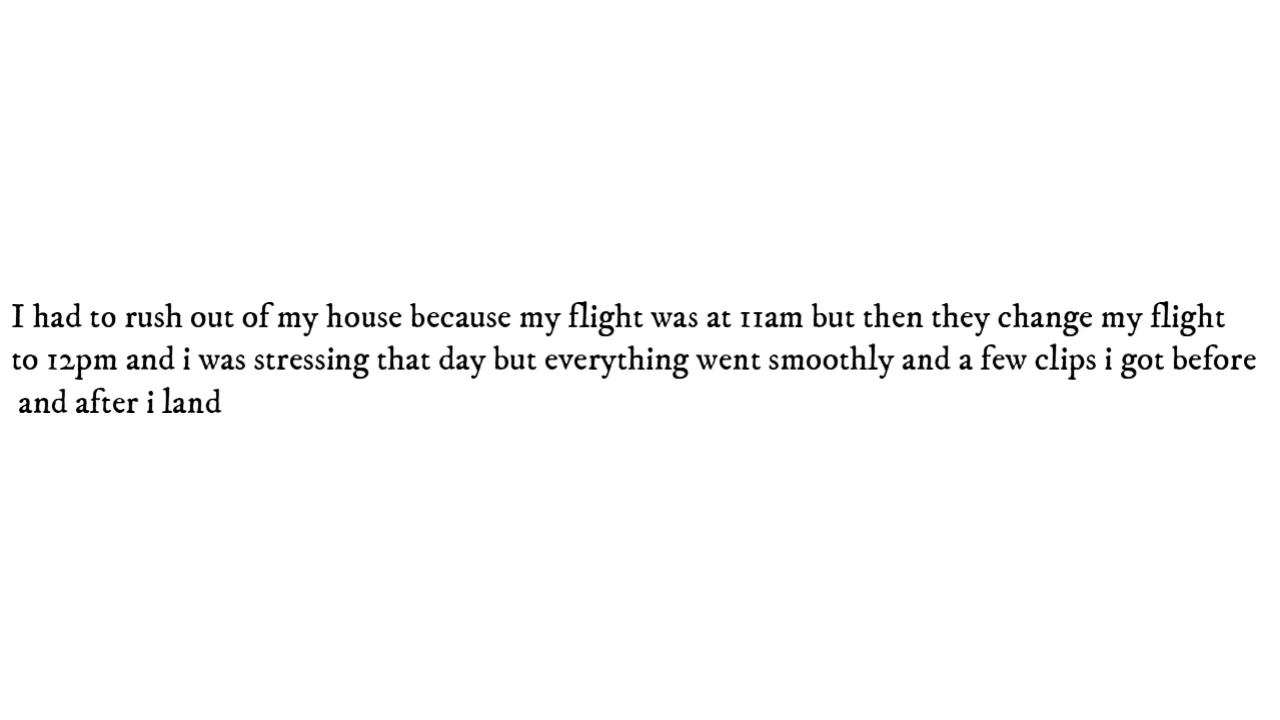 I had to rush out of my house because my flight was at 11am but then they change my flight
to 12pm and i was stressing that day but everything went smoothly and a few clips i got before
and after i land